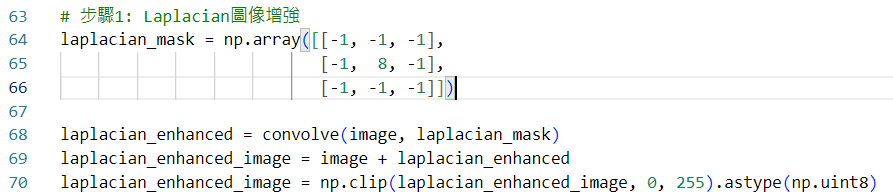 63 # 步驟1: Laplacian圖像增強
64 laplacian_mask = np.array([[-1, -1, -1],
65                            [-1,  8, -1],
66                            [-1, -1, -1]])
67
68 laplacian_enhanced = convolve(image, laplacian_mask)
69 laplacian_enhanced_image = image + laplacian_enhanced
70 laplacian_enhanced_image = np.clip(laplacian_enhanced_image, 0, 255).astype(np.uint8)